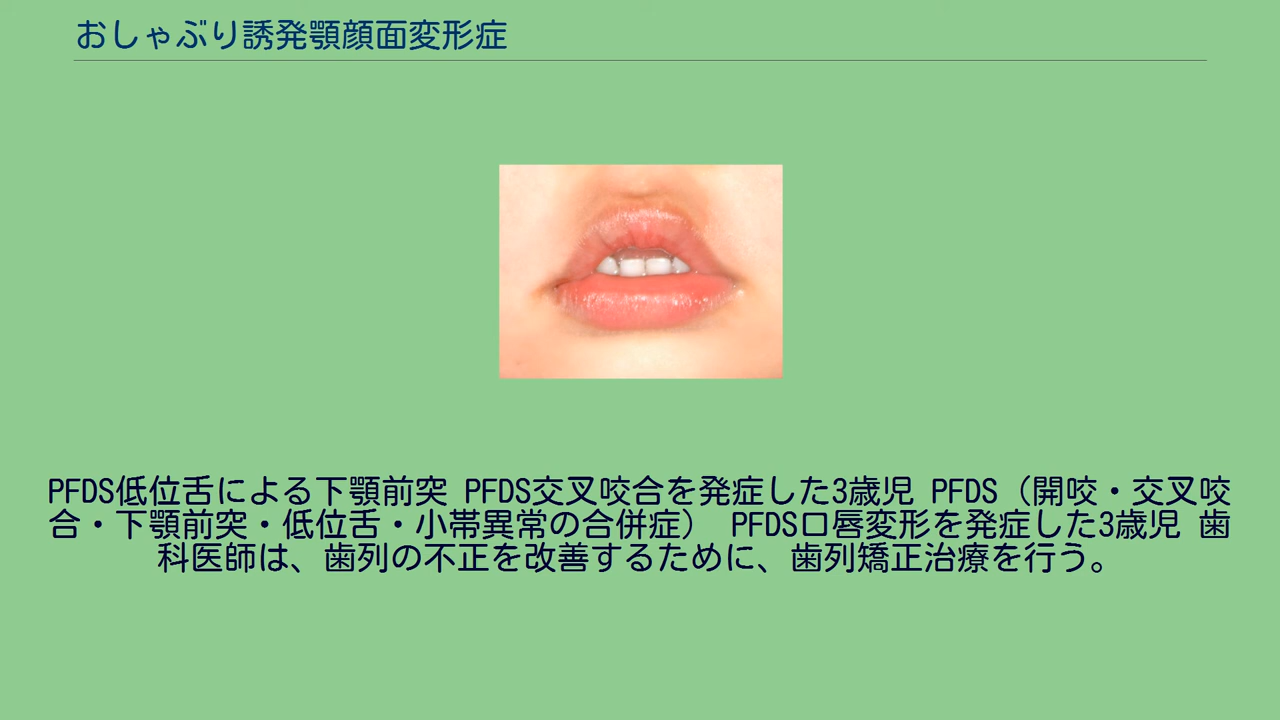 おしゃぶり誘発顎顔面変形症
PFDS低位舌による下顎前突 PFDS交叉咬合を発症した3歳児 PFDS（開咬・交叉咬
合・下顎前突・低位舌・小帯異常の合併症） PFDS口唇変形を発症した3歳児 歯
科医師は、歯列の不正を改善するために、歯列矯正治療を行う。